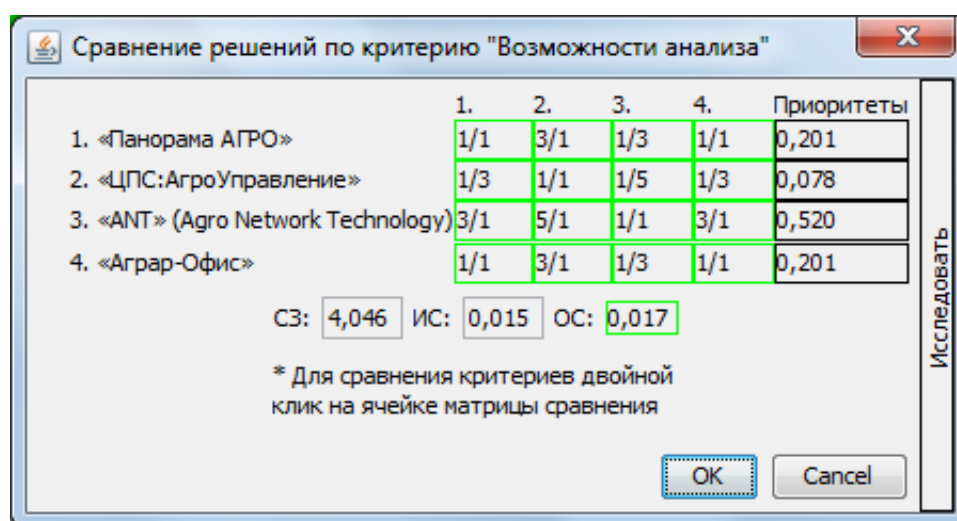 Сравнение решений по критерию "Возможности анализа"
1. 2. 3. 4. Приоритеты
1. «Панорама АГРО» 1/1 3/1 1/3 1/1 0,201
2. «ЦПС:АгроУправление» 1/3 1/1 1/5 1/3 0,078
3. «ANT» (Agro Network Technology) 3/1 5/1 1/1 3/1 0,520
4. «Аграр-Офис» 1/1 3/1 1/3 1/1 0,201
СЗ: 4,046 ИС: 0,015 ОС: 0,017
* Для сравнения критериев двойной
клик на ячейке матрицы сравнения
OK Cancel
Исследовать